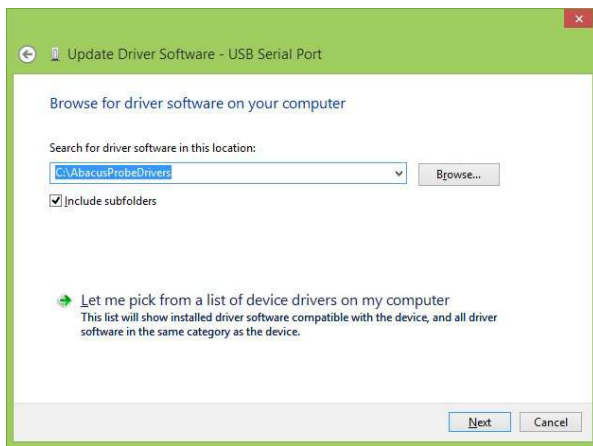 Update Driver Software - USB Serial Port
Browse for driver software on your computer
Search for driver software in this location:
C:\AbacusProbeDrivers
Browse...
Include subfolders
Let me pick from a list of device drivers on my computer
This list will show installed driver software compatible with the device, and all driver
software in the same category as the device.
Next
Cancel